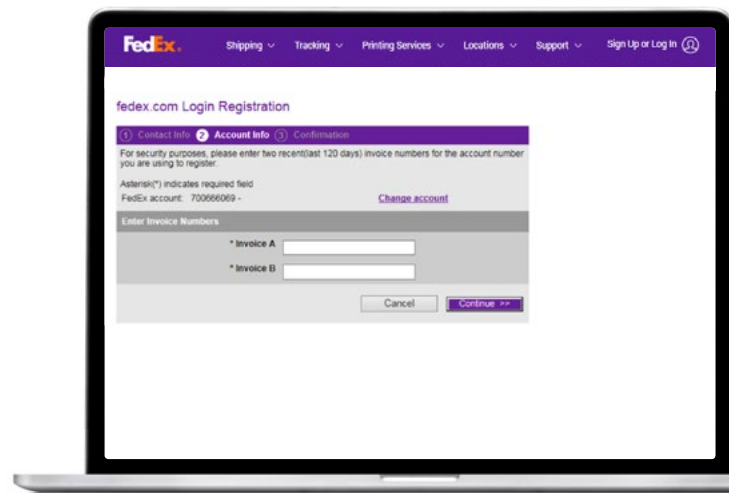 FedEx.
Shipping Tracking Printing Services Locations Support Sign Up or Log In
fedex.com Login Registration
1 Contact Info 2 Account Info 3 Confirmation
For security purposes, please enter two recent(last 120 days) invoice numbers for the account number
you are using to register.
Asterisk(*) indicates required field
FedEx account: 700666069 - Change account
Enter Invoice Numbers
* Invoice A
* Invoice B
Cancel Continue >>